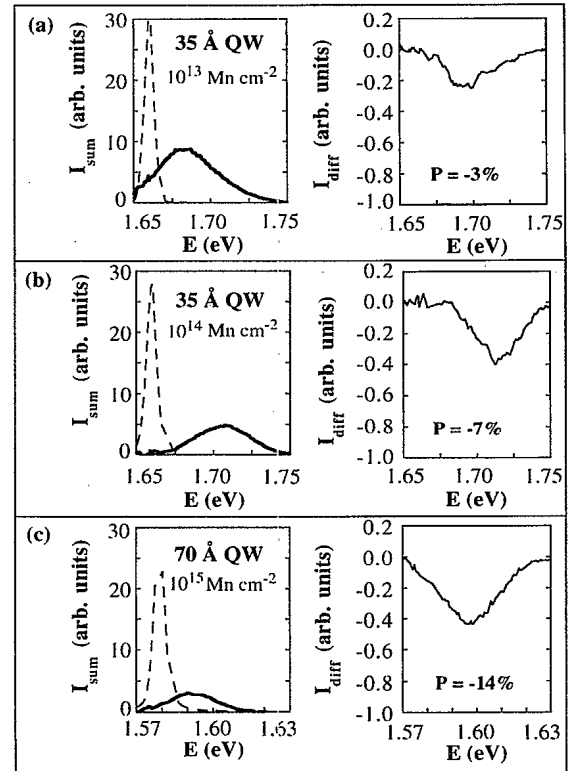 (a)
I_sum (arb. units)
30
20
10
0
35 Å QW
10^13 Mn cm^-2
1.65 1.70 1.75
E (eV)
I_diff (arb. units)
0.2
0.0
-0.2
-0.4
-0.6
-0.8
-1.0
P = -3%
1.65 1.70 1.75
E (eV)
(b)
I_sum (arb. units)
30
20
10
0
35 Å QW
10^14 Mn cm^-2
1.65 1.70 1.75
E (eV)
I_diff (arb. units)
0.2
0.0
-0.2
-0.4
-0.6
-0.8
-1.0
P = -7%
1.65 1.70 1.75
E (eV)
(c)
I_sum (arb. units)
30
20
10
0
70 Å QW
10^15 Mn cm^-2
1.57 1.60 1.63
E (eV)
I_diff (arb. units)
0.2
0.0
-0.2
-0.4
-0.6
-0.8
-1.0
P = -14%
1.57 1.60 1.63
E (eV)